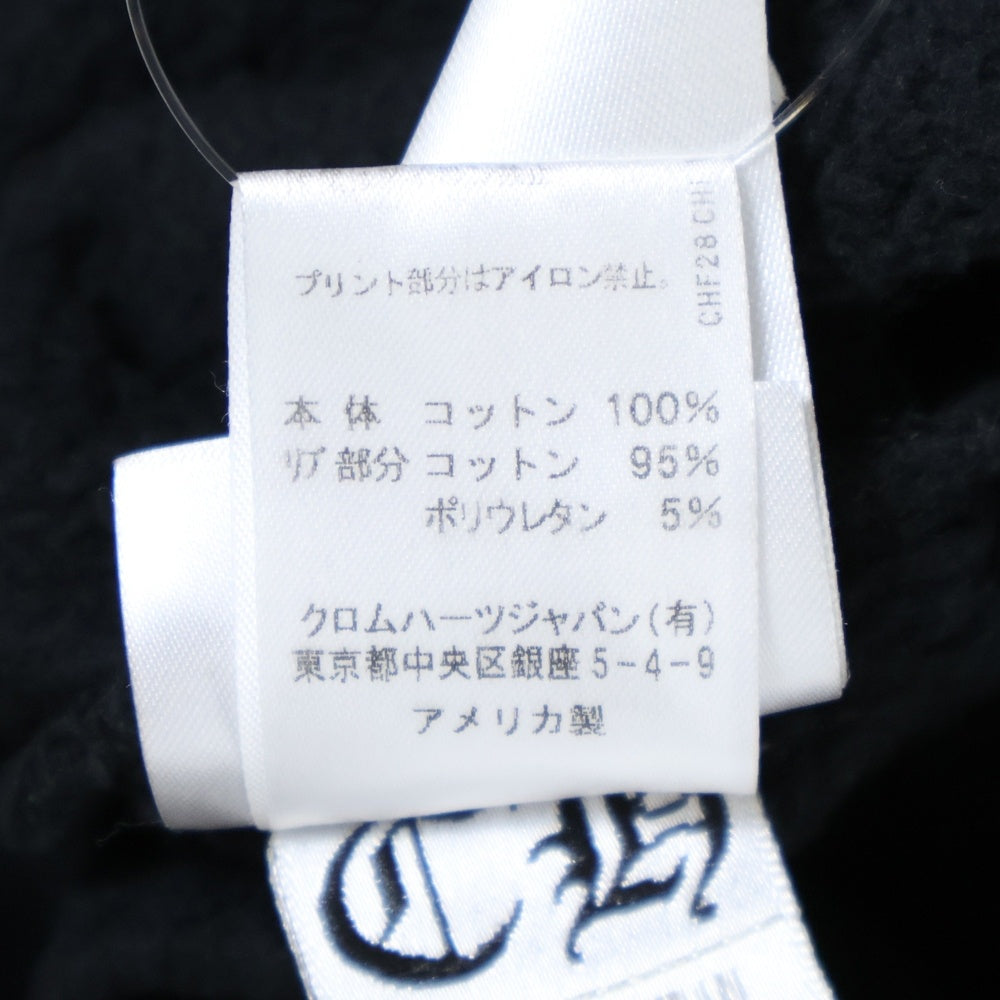 プリント部分はアイロン禁止。
CHF28 CH
本体 コットン 100%
リブ部分 コットン 95%
ポリウレタン 5%
クロムハーツジャパン(有)
東京都中央区銀座5-4-9
アメリカ製
CH